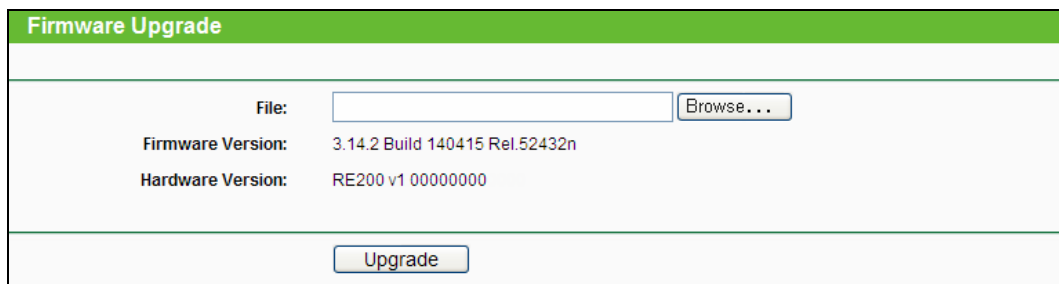 Firmware Upgrade
File: Browse...
Firmware Version: 3.14.2 Build 140415 Rel.52432n
Hardware Version: RE200 v1 00000000
Upgrade